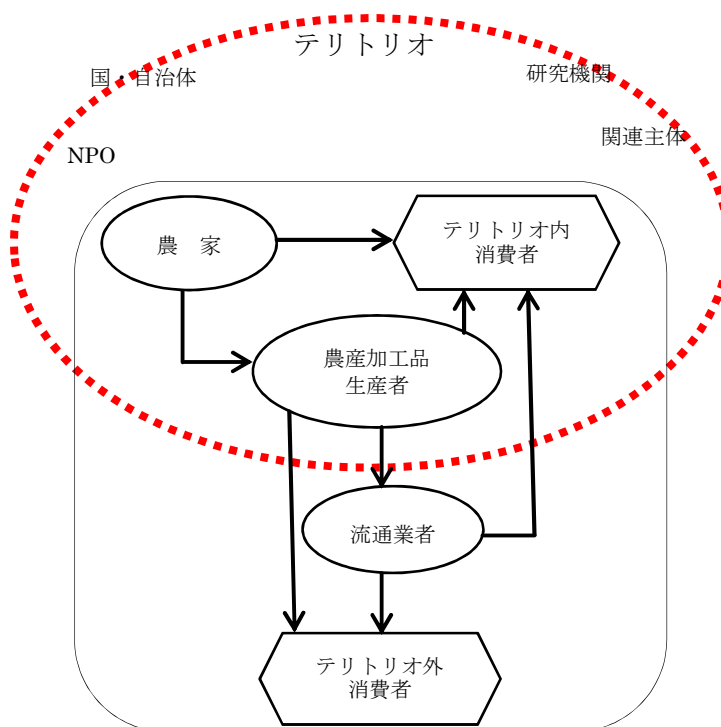 テリトリオ
国・自治体
研究機関
関連主体
NPO
農　家
テリトリオ内
消費者
農産加工品
生産者
流通業者
テリトリオ外
消費者